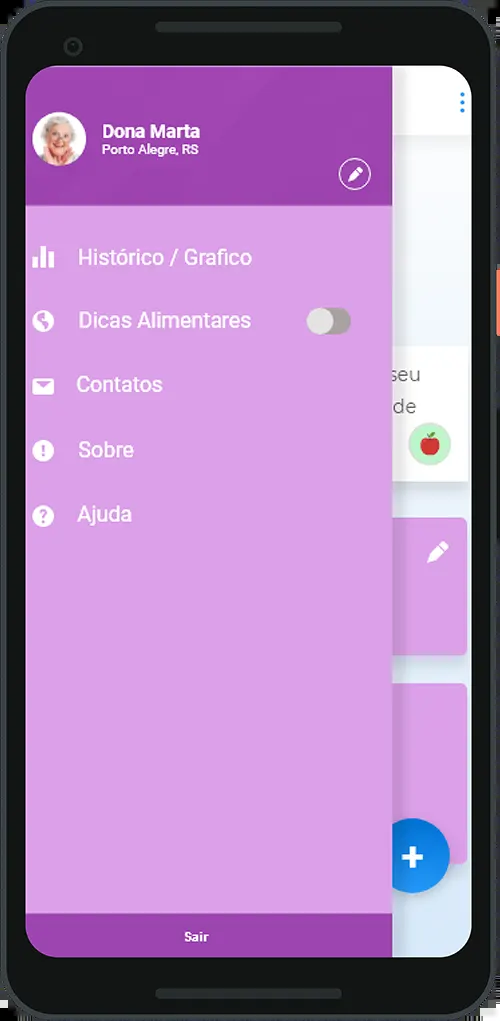 Dona Marta
Porto Alegre, RS
Histórico / Grafico
Dicas Alimentares
Contatos
Sobre
Ajuda
seu
de
Sair